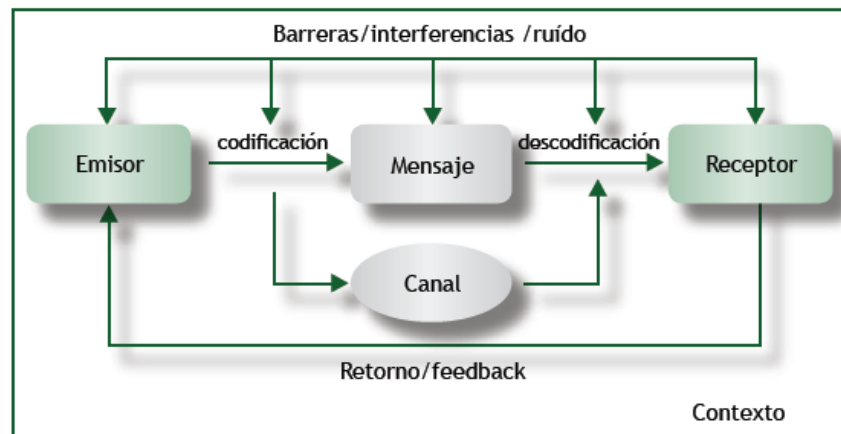 Barreras/interferencias /ruído
codificación
descodificación
Emisor
Mensaje
Receptor
Canal
Retorno/feedback
Contexto